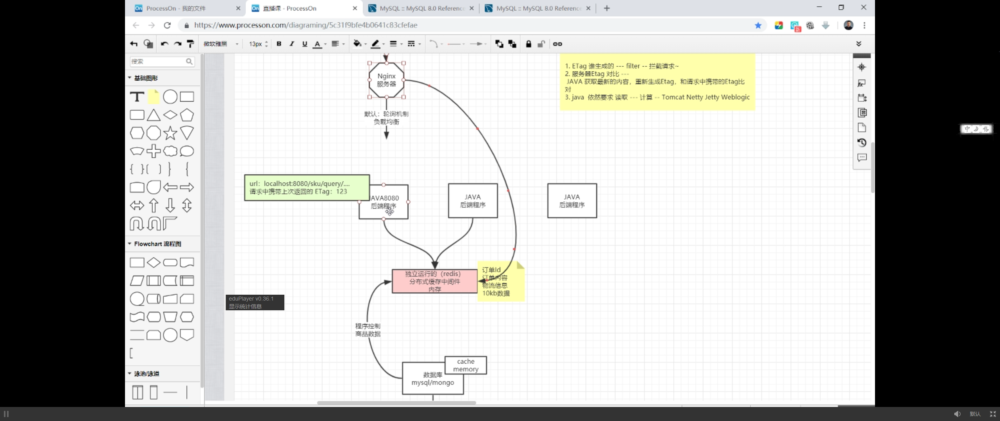 ProcessOn - 我的文件
直播课 - ProcessOn
MySQL :: MySQL 8.0 Reference
MySQL :: MySQL 8.0 Reference
https://www.processon.com/diagraming/5c31f9bfe4b0641c83cfefae
新
微软雅黑
13px
B
I
U
A
搜索
基础图形
T
Flowchart 流程图
泳池/泳道
Nginx
服务器
默认：轮询机制
负载均衡
1. ETag 谁生成的 --- filter -- 拦截请求~
2. 服务器Etag 对比 ---
JAVA 获取最新的内容，重新生成Etag，和请求中携带的Etag比
对
3. java 依然要求 读取 --- 计算 -- Tomcat Netty Jetty Weblogic
url：localhost:8080/sku/query/....
请求中携带上次返回的 ETag：123
JAVA8080
后端程序
JAVA
后端程序
JAVA
后端程序
独立运行的（redis）
分布式缓存中间件
内存
订单Id
订单内容
物流信息
10kb数据
eduPlayer v0.36.1
显示统计信息
程序控制
商品数据
cache
memory
数据库
mysql/mongo
中
默认